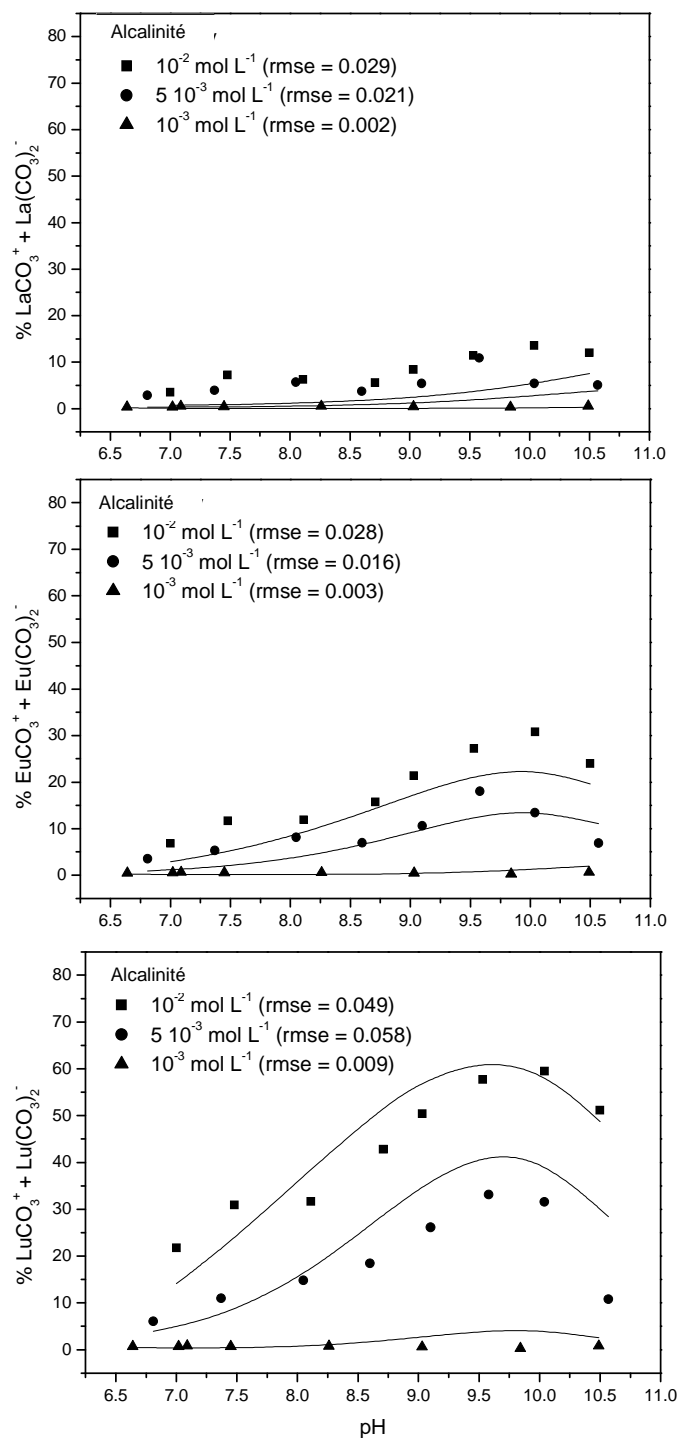 Alcalinité
10⁻² mol L⁻¹ (rmse = 0.029)
5 10⁻³ mol L⁻¹ (rmse = 0.021)
10⁻³ mol L⁻¹ (rmse = 0.002)
% LaCO₃⁺ + La(CO₃)₂⁻
80
70
60
50
40
30
20
10
0
6.5 7.0 7.5 8.0 8.5 9.0 9.5 10.0 10.5 11.0
Alcalinité
10⁻² mol L⁻¹ (rmse = 0.028)
5 10⁻³ mol L⁻¹ (rmse = 0.016)
10⁻³ mol L⁻¹ (rmse = 0.003)
% EuCO₃⁺ + Eu(CO₃)₂⁻
80
70
60
50
40
30
20
10
0
6.5 7.0 7.5 8.0 8.5 9.0 9.5 10.0 10.5 11.0
Alcalinité
10⁻² mol L⁻¹ (rmse = 0.049)
5 10⁻³ mol L⁻¹ (rmse = 0.058)
10⁻³ mol L⁻¹ (rmse = 0.009)
% LuCO₃⁺ + Lu(CO₃)₂⁻
80
70
60
50
40
30
20
10
0
6.5 7.0 7.5 8.0 8.5 9.0 9.5 10.0 10.5 11.0
pH